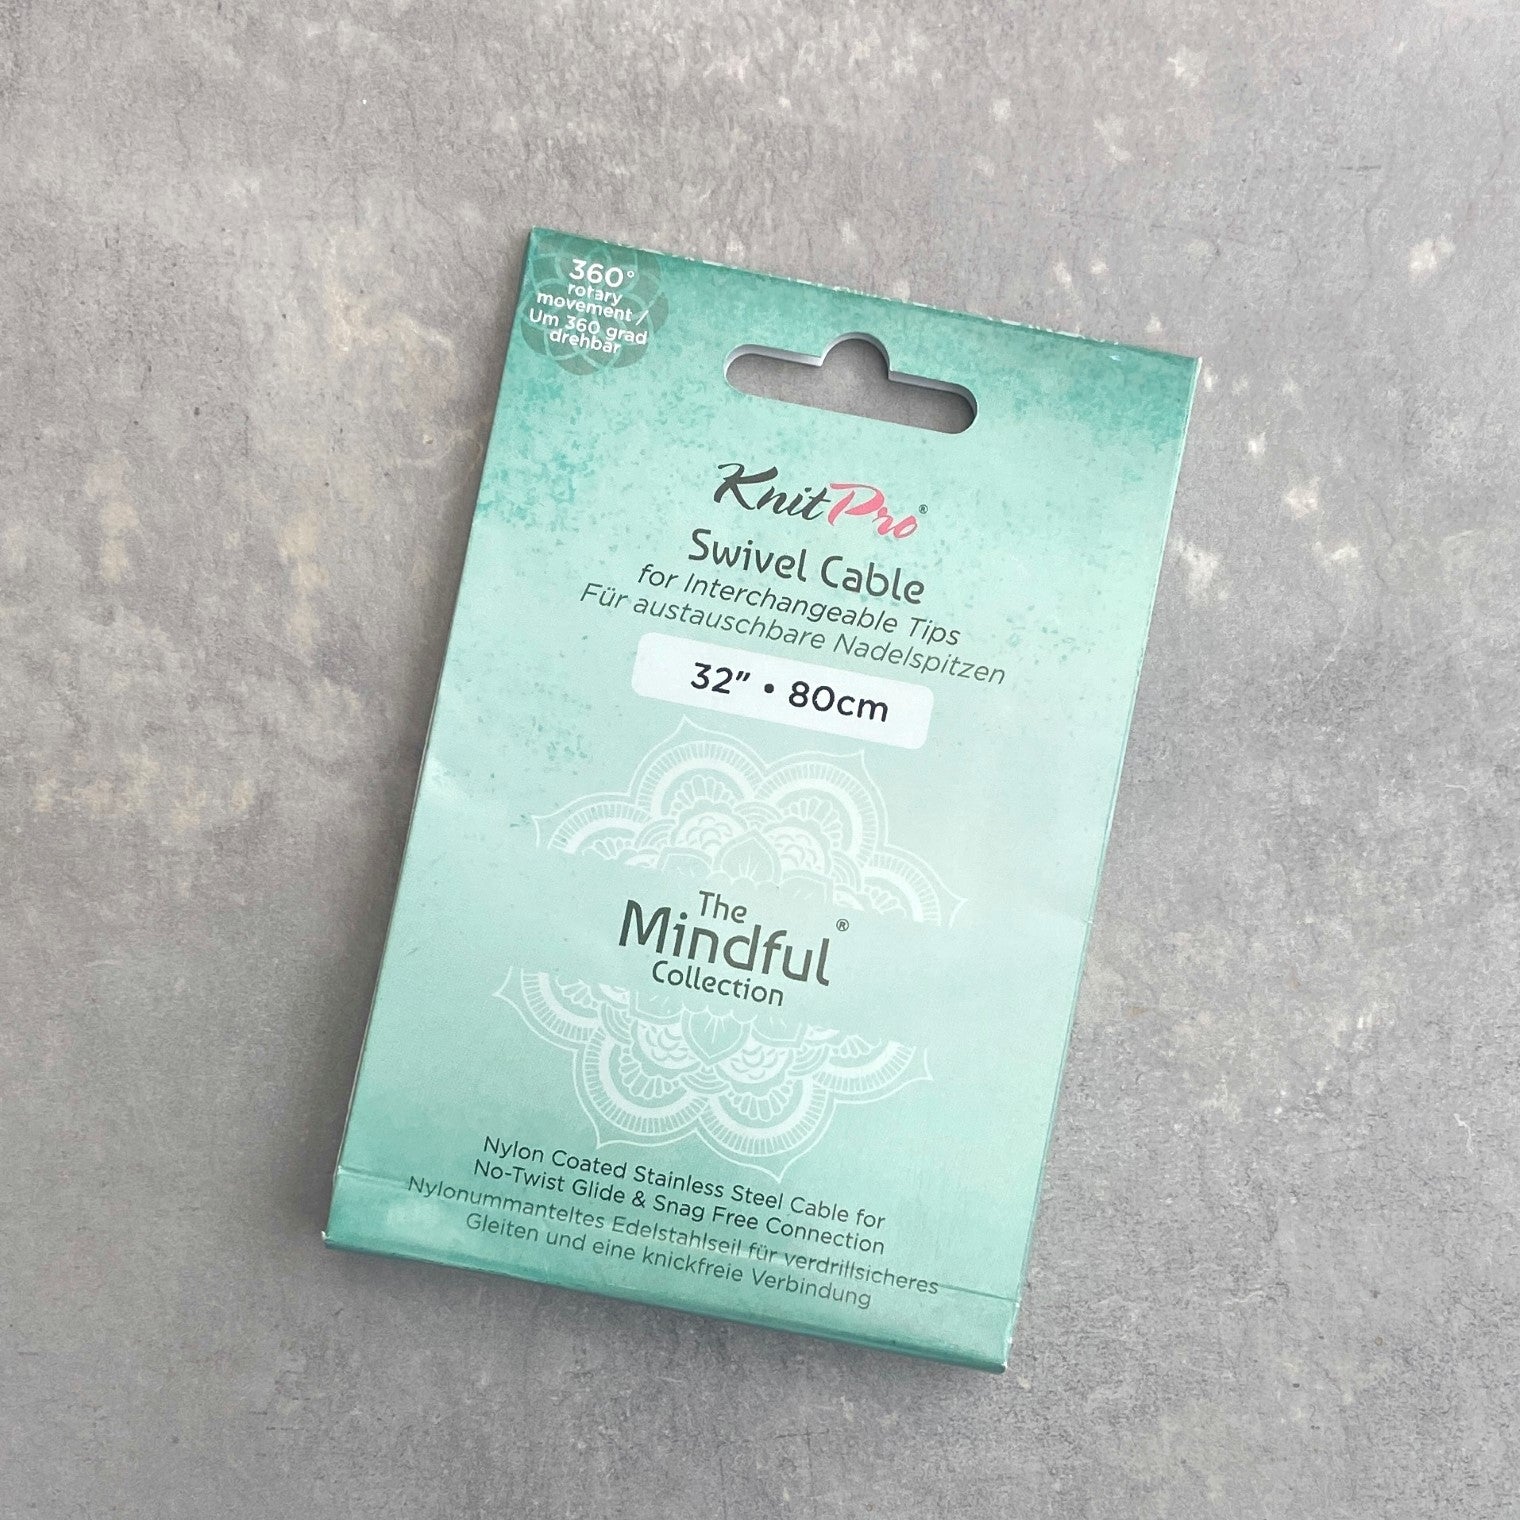 360°
rotary
movement /
Um 360 grad
drehbar
KnitPro®
Swivel Cable
for Interchangeable Tips
Für austauschbare Nadelspitzen
32" • 80cm
The
Mindful®
Collection
Nylon Coated Stainless Steel Cable for
No-Twist Glide & Snag Free Connection
Nylonummanteltes Edelstahlseil für verdrillsicheres
Gleiten und eine knickfreie Verbindung